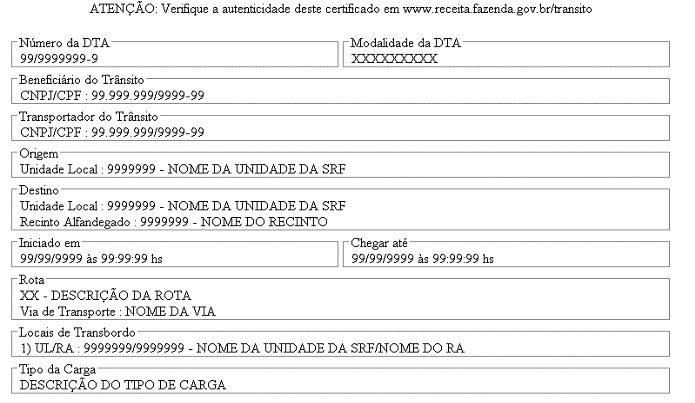 ATENÇÃO: Verifique a autenticidade deste certificado em www.receita.fazenda.gov.br/transito
Número da DTA
99/9999999-9
Modalidade da DTA
XXXXXXXXX
Beneficiário do Trânsito
CNPJ/CPF : 99.999.999/9999-99
Transportador do Trânsito
CNPJ/CPF : 99.999.999/9999-99
Origem
Unidade Local : 9999999 - NOME DA UNIDADE DA SRF
Destino
Unidade Local : 9999999 - NOME DA UNIDADE DA SRF
Recinto Alfandegado : 9999999 - NOME DO RECINTO
Iniciado em
99/99/9999 às 99:99:99 hs
Chegar até
99/99/9999 às 99:99:99 hs
Rota
XX - DESCRIÇÃO DA ROTA
Via de Transporte : NOME DA VIA
Locais de Transbordo
1) UL/RA : 9999999/9999999 - NOME DA UNIDADE DA SRF/NOME DO RA
Tipo da Carga
DESCRIÇÃO DO TIPO DE CARGA